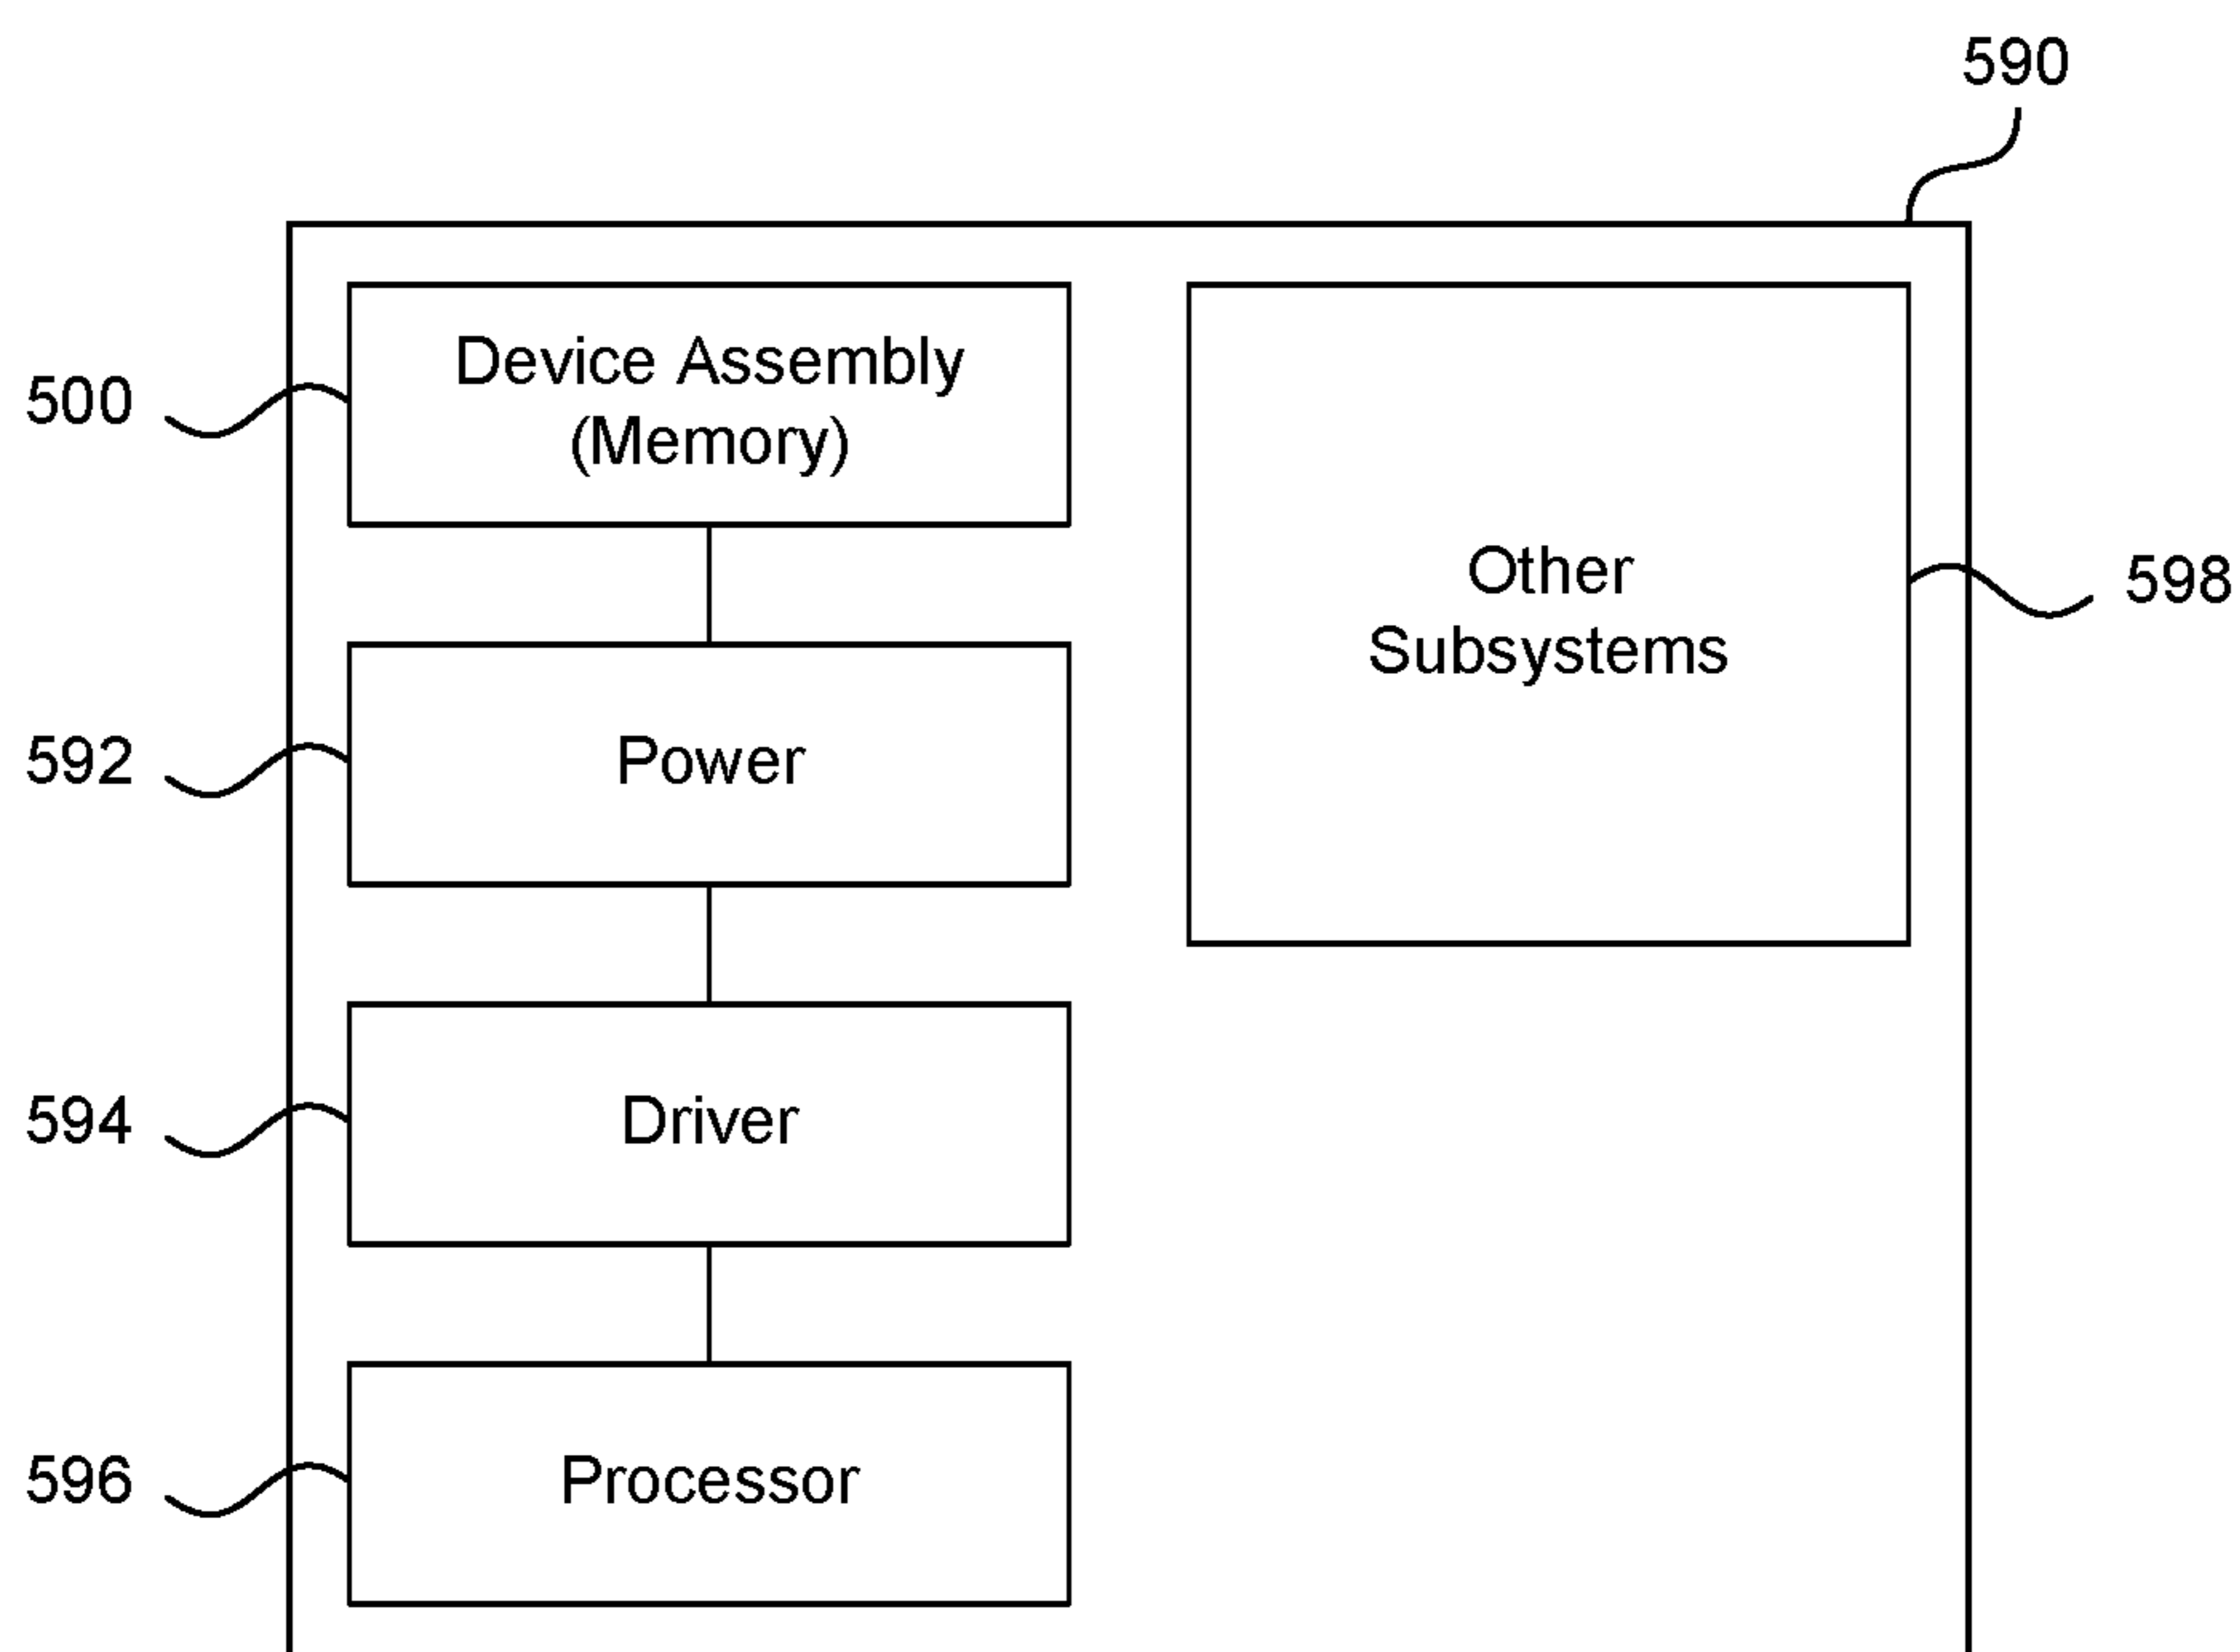 590
500
Device Assembly
(Memory)
Other
Subsystems
598
592
Power
594
Driver
596
Processor